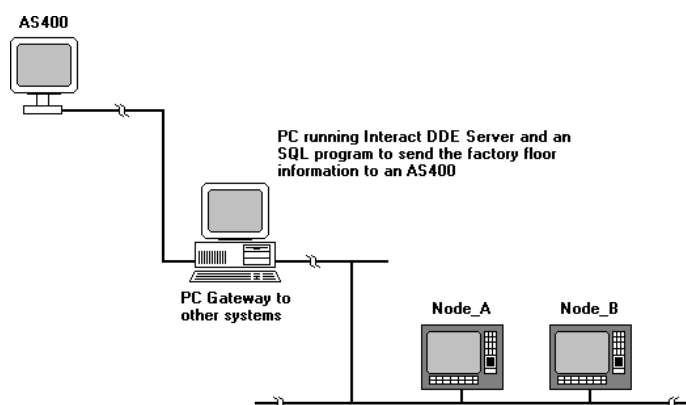 AS400
PC running Interact DDE Server and an
SQL program to send the factory floor
information to an AS400
PC Gateway to
other systems
Node_A
Node_B